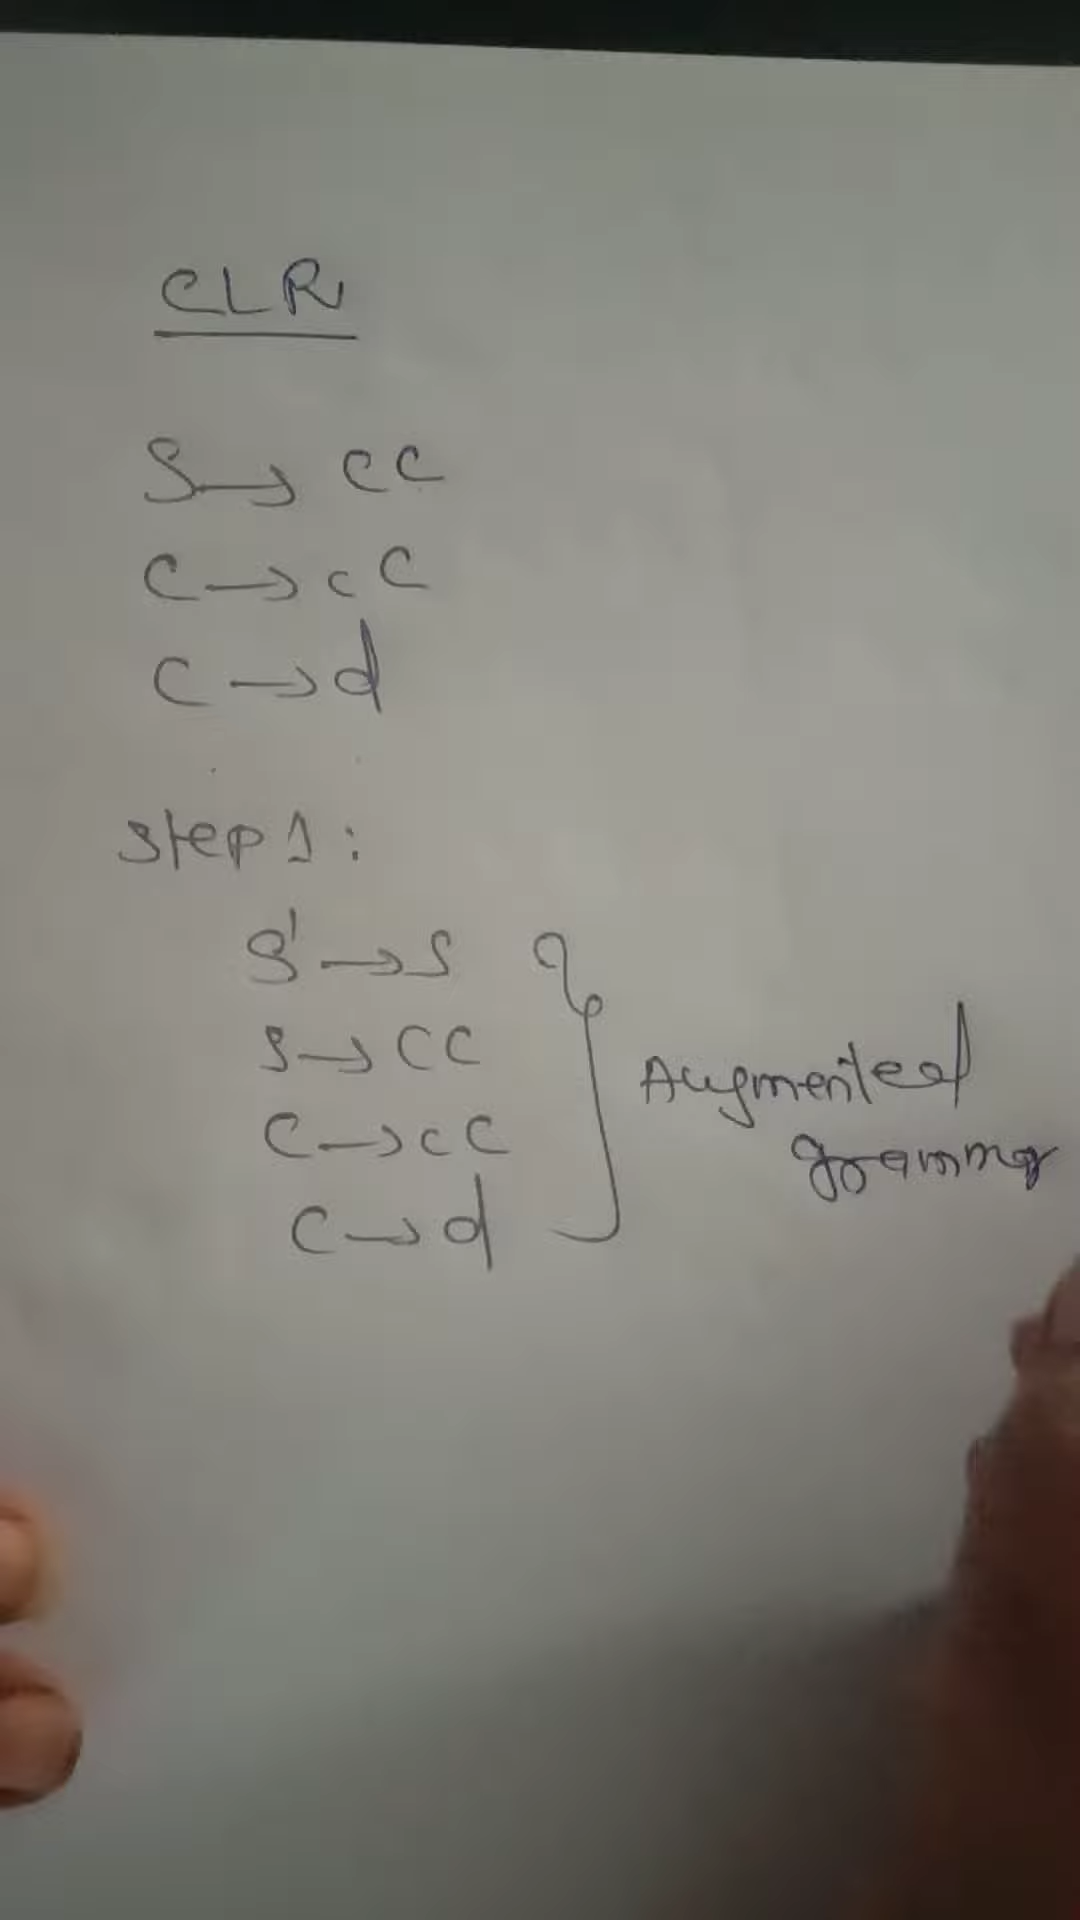 CLR
S → CC
C → cC
C → d
Step 1:
S' → S
S → CC
C → cC
C → d
Augmented
grammar